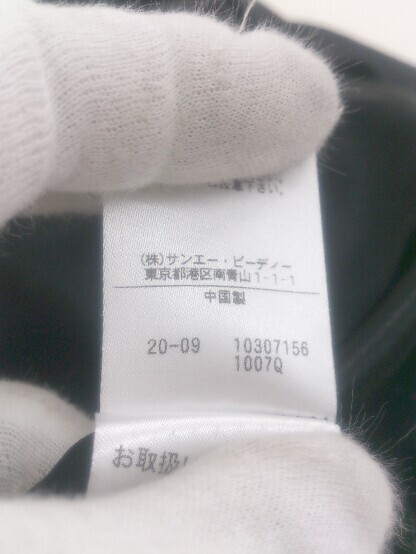 (株)サンエー・ビーディー
東京都港区南青山1-1-1
中国製
20-09 10307156
1007Q
お取扱い